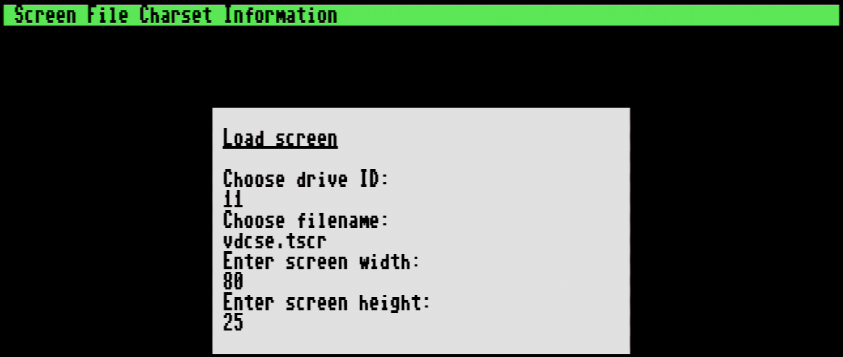 Screen File Charset Information
Load screen
Choose drive ID:
11
Choose filename:
vdcse.tscr
Enter screen width:
80
Enter screen height:
25